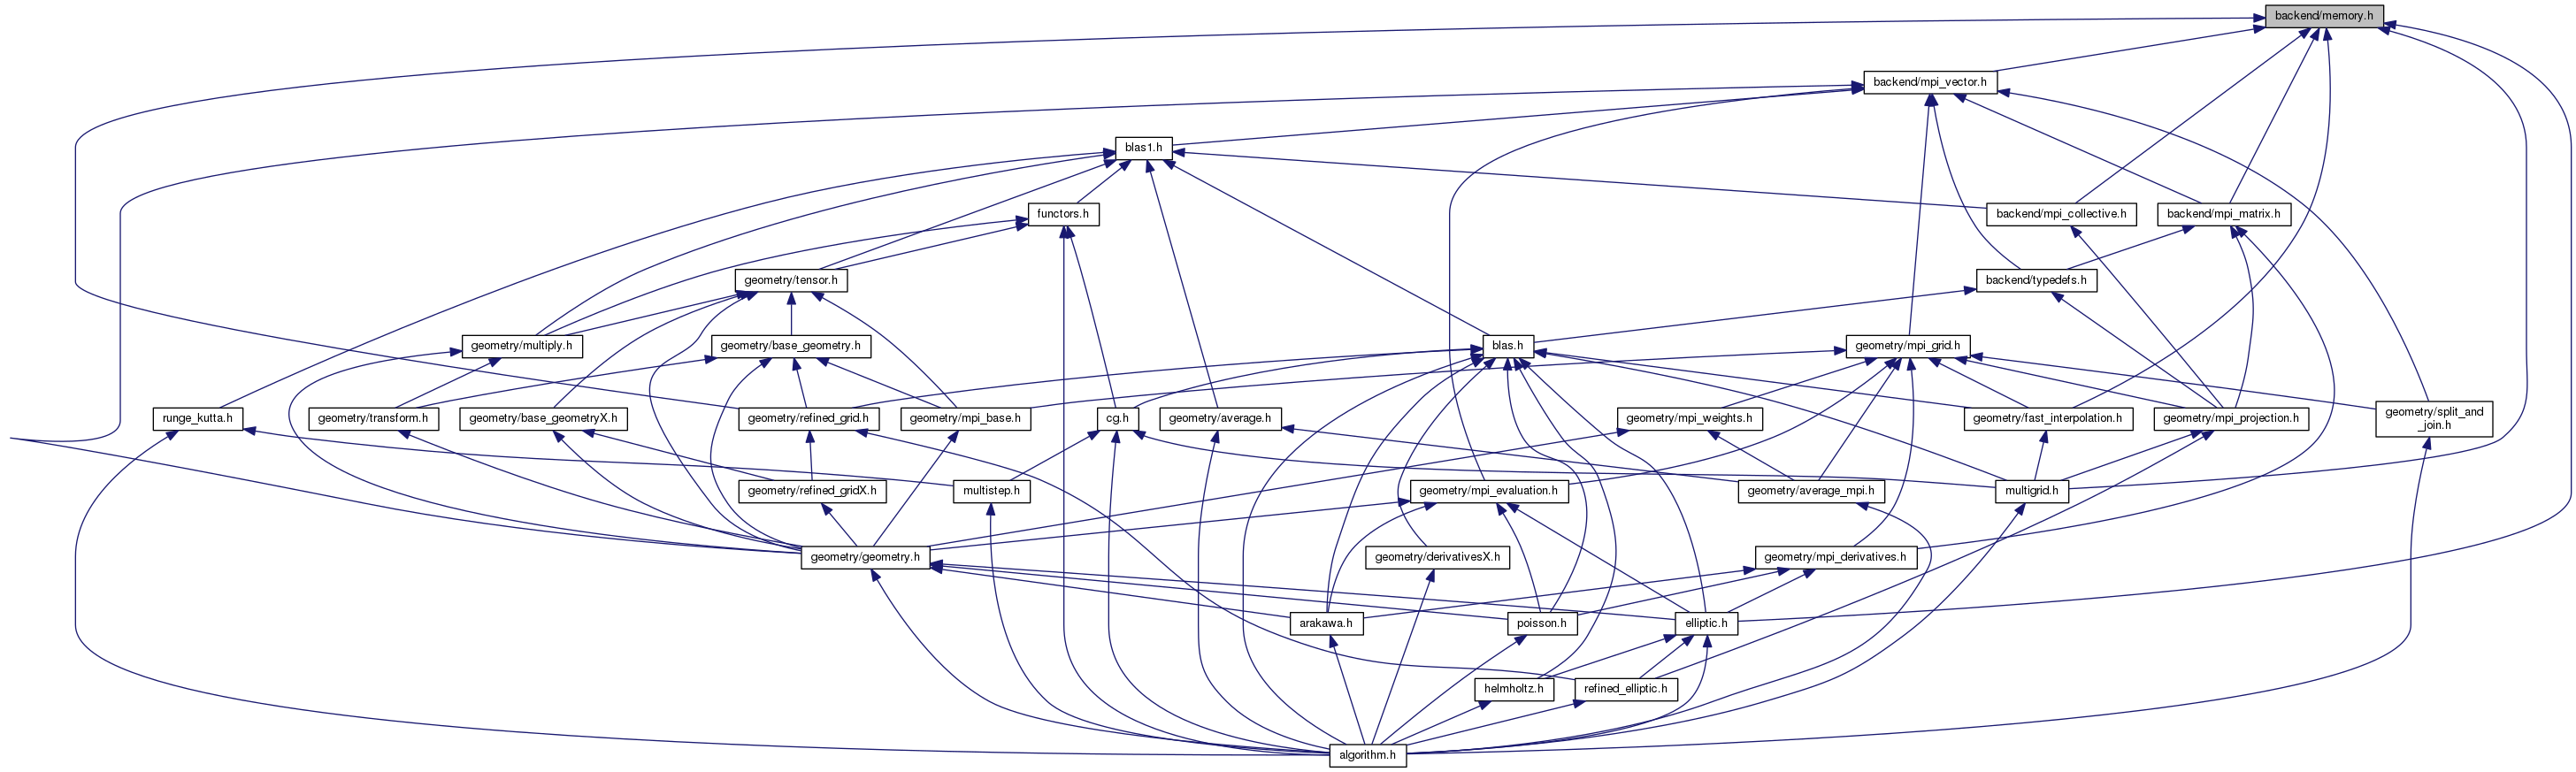 backend/memory.h
backend/mpi_vector.h
blas1.h
functors.h
backend/mpi_collective.h
backend/mpi_matrix.h
geometry/tensor.h
backend/typedefs.h
geometry/multiply.h
geometry/base_geometry.h
blas.h
geometry/mpi_grid.h
runge_kutta.h
geometry/transform.h
geometry/base_geometryX.h
geometry/refined_grid.h
geometry/mpi_base.h
cg.h
geometry/average.h
geometry/mpi_weights.h
geometry/fast_interpolation.h
geometry/mpi_projection.h
geometry/split_and
_join.h
geometry/refined_gridX.h
multistep.h
geometry/mpi_evaluation.h
geometry/average_mpi.h
multigrid.h
geometry/geometry.h
geometry/derivativesX.h
geometry/mpi_derivatives.h
arakawa.h
poisson.h
elliptic.h
helmholtz.h
refined_elliptic.h
algorithm.h